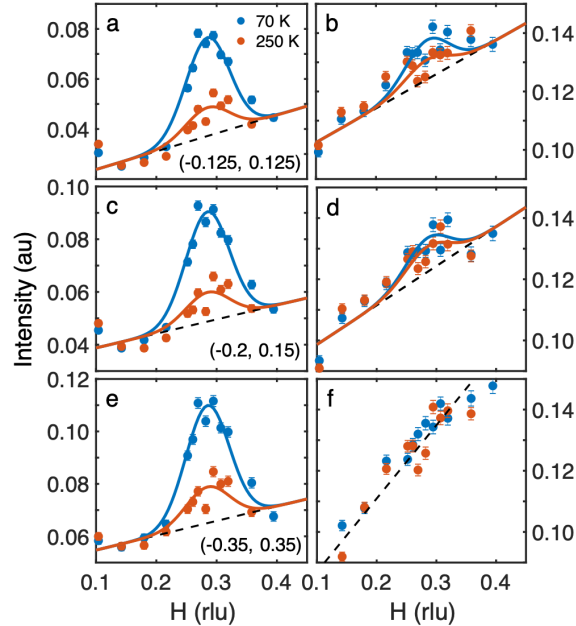 a
70 K
250 K
0.08
0.06
0.04
(-0.125, 0.125)
b
0.14
0.12
0.10
c
0.10
0.08
0.06
0.04
(-0.2, 0.15)
d
0.14
0.12
0.10
Intensity (au)
e
0.12
0.10
0.08
0.06
(-0.35, 0.35)
f
0.14
0.12
0.10
0.1 0.2 0.3 0.4
0.2 0.3 0.4
H (rlu)
H (rlu)